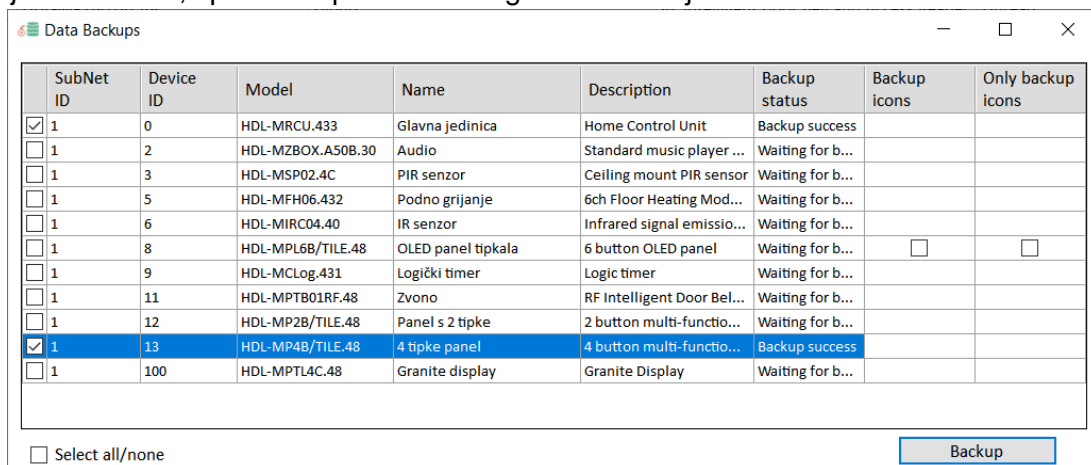 Data Backups
SubNet ID Device ID Model Name Description Backup status Backup icons Only backup icons
1 0 HDL-MRCU.433 Glavna jedinica Home Control Unit Backup success
1 2 HDL-MZBOX.A50B.30 Audio Standard music player ... Waiting for b...
1 3 HDL-MSP02.4C PIR senzor Ceiling mount PIR sensor Waiting for b...
1 5 HDL-MFH06.432 Podno grijanje 6ch Floor Heating Mod... Waiting for b...
1 6 HDL-MIRC04.40 IR senzor Infrared signal emissio... Waiting for b...
1 8 HDL-MPL6B/TILE.48 OLED panel tipkala 6 button OLED panel Waiting for b...
1 9 HDL-MCLog.431 Logički timer Logic timer Waiting for b...
1 11 HDL-MPTB01RF.48 Zvono RF Intelligent Door Bel... Waiting for b...
1 12 HDL-MP2B/TILE.48 Panel s 2 tipke 2 button multi-functio... Waiting for b...
1 13 HDL-MP4B/TILE.48 4 tipke panel 4 button multi-functio... Backup success
1 100 HDL-MPTL4C.48 Granite display Granite Display Waiting for b...
Select all/none Backup